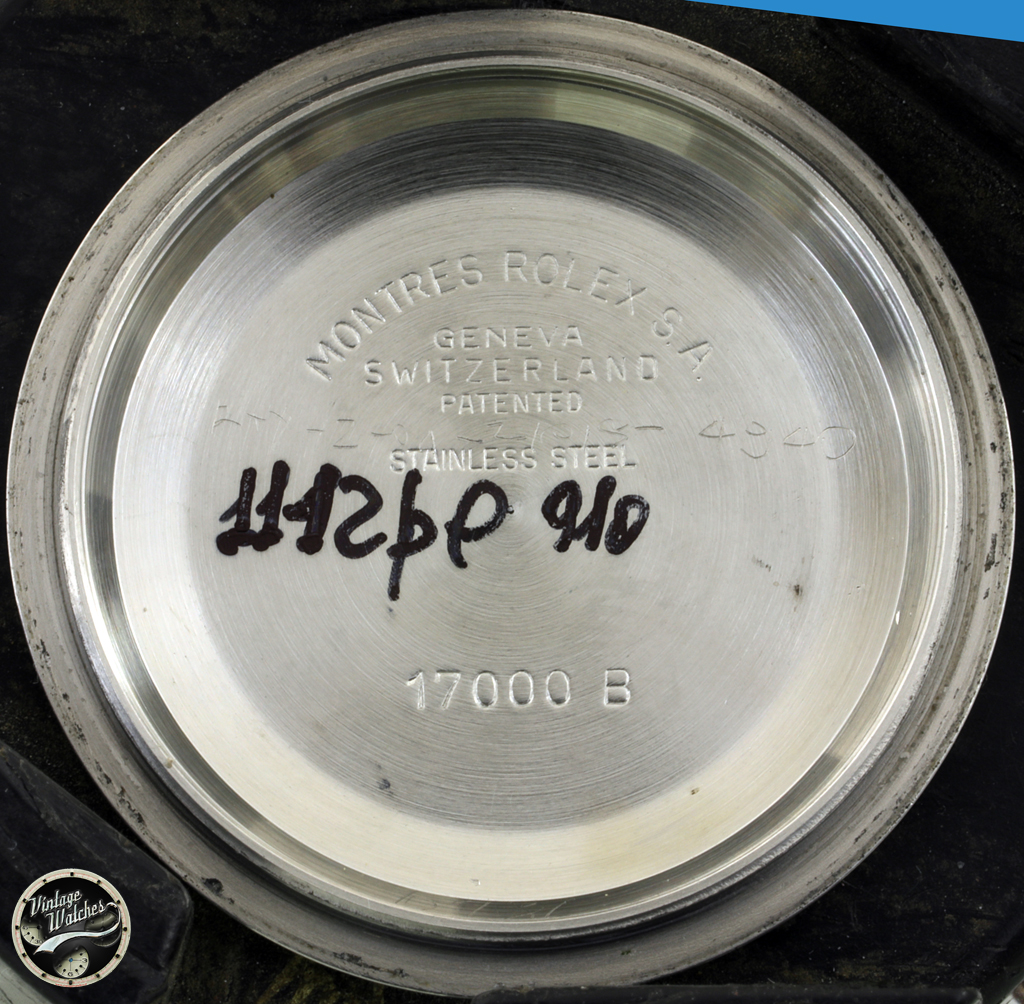 MONTRES ROLEX S.A.
GENEVA
SWITZERLAND
PATENTED
STAINLESS STEEL
17000 B
Vintage
Watches